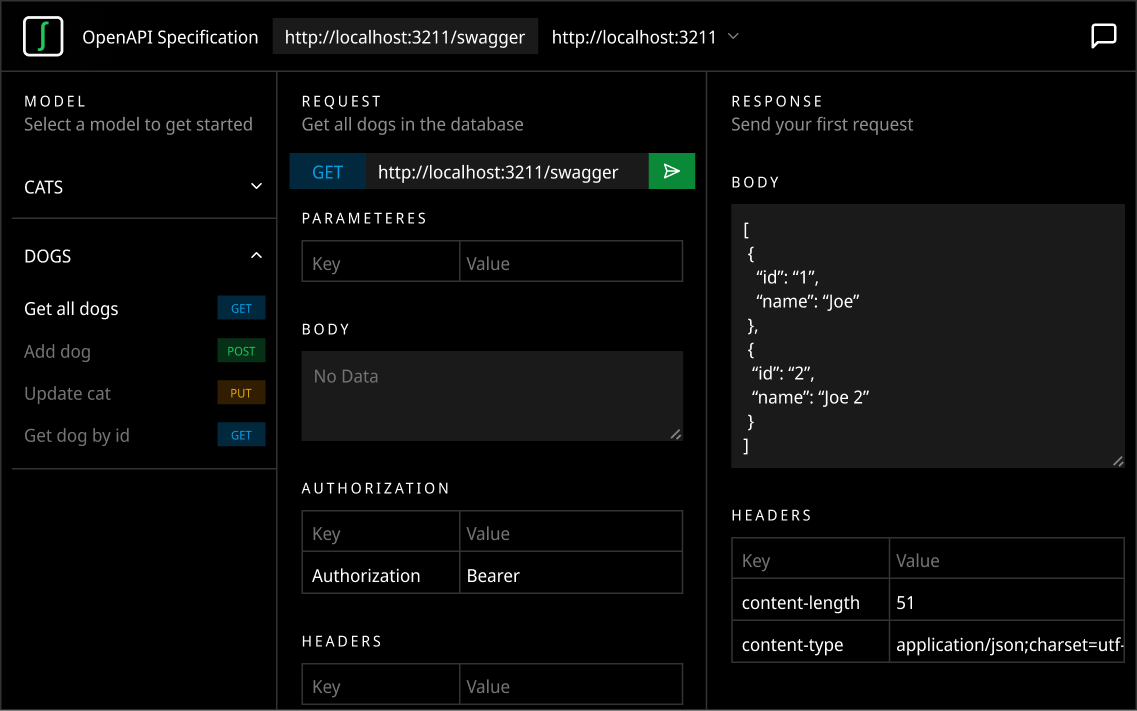 OpenAPI Specification http://localhost:3211/swagger http://localhost:3211
MODEL
Select a model to get started
CATS
DOGS
Get all dogs GET
Add dog POST
Update cat PUT
Get dog by id GET
REQUEST
Get all dogs in the database
GET http://localhost:3211/swagger
PARAMETERES
Key Value
BODY
No Data
AUTHORIZATION
Key Value
Authorization Bearer
HEADERS
Key Value
RESPONSE
Send your first request
BODY
[
{
“id”: “1”,
“name”: “Joe”
},
{
“id”: “2”,
“name”: “Joe 2”
}
]
HEADERS
Key Value
content-length 51
content-type application/json;charset=utf-